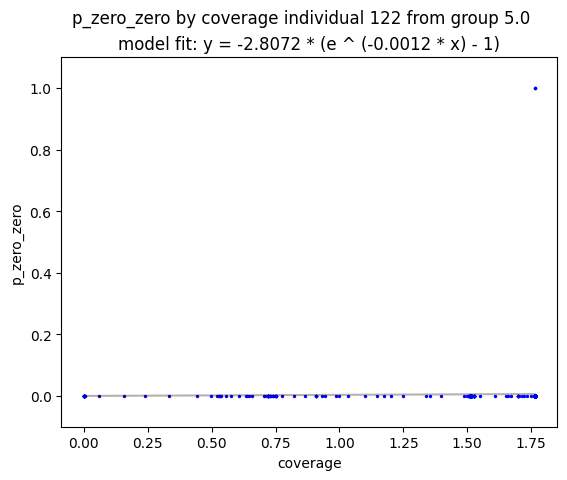 p_zero_zero by coverage individual 122 from group 5.0
model fit: y = -2.8072 * (e ^ (-0.0012 * x) - 1)
1.0
0.8
0.6
0.4
0.2
0.0
p_zero_zero
0.00 0.25 0.50 0.75 1.00 1.25 1.50 1.75
coverage